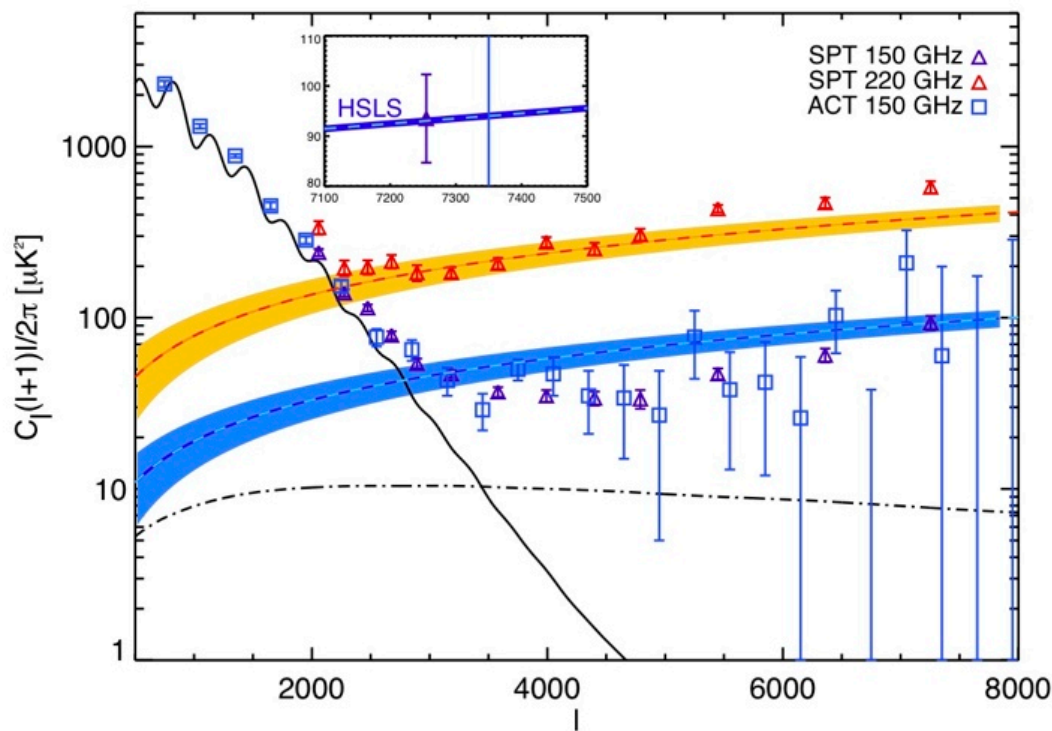 110
100
90
80
7100 7200 7300 7400 7500
HSLS
SPT 150 GHz
SPT 220 GHz
ACT 150 GHz
1000
100
10
1
C_l(l+1)l/2π [μK²]
2000 4000 6000 8000
l